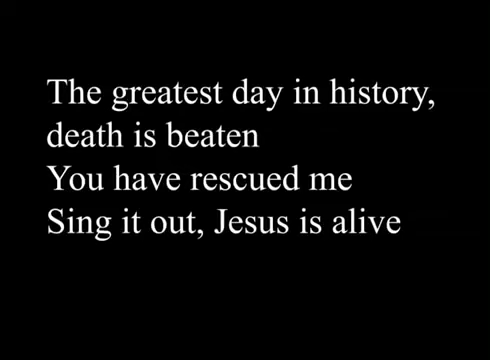 The greatest day in history,
death is beaten
You have rescued me
Sing it out, Jesus is alive